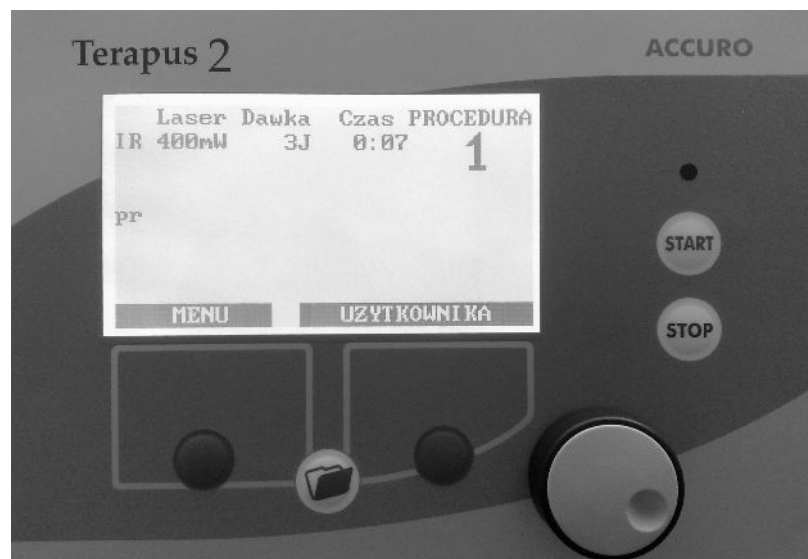 Terapus 2
ACCURO
Laser Dawka Czas PROCEDURA
IR 400mW 3J 0:07 1
pr
MENU UZYTKOWNIKA
START
STOP